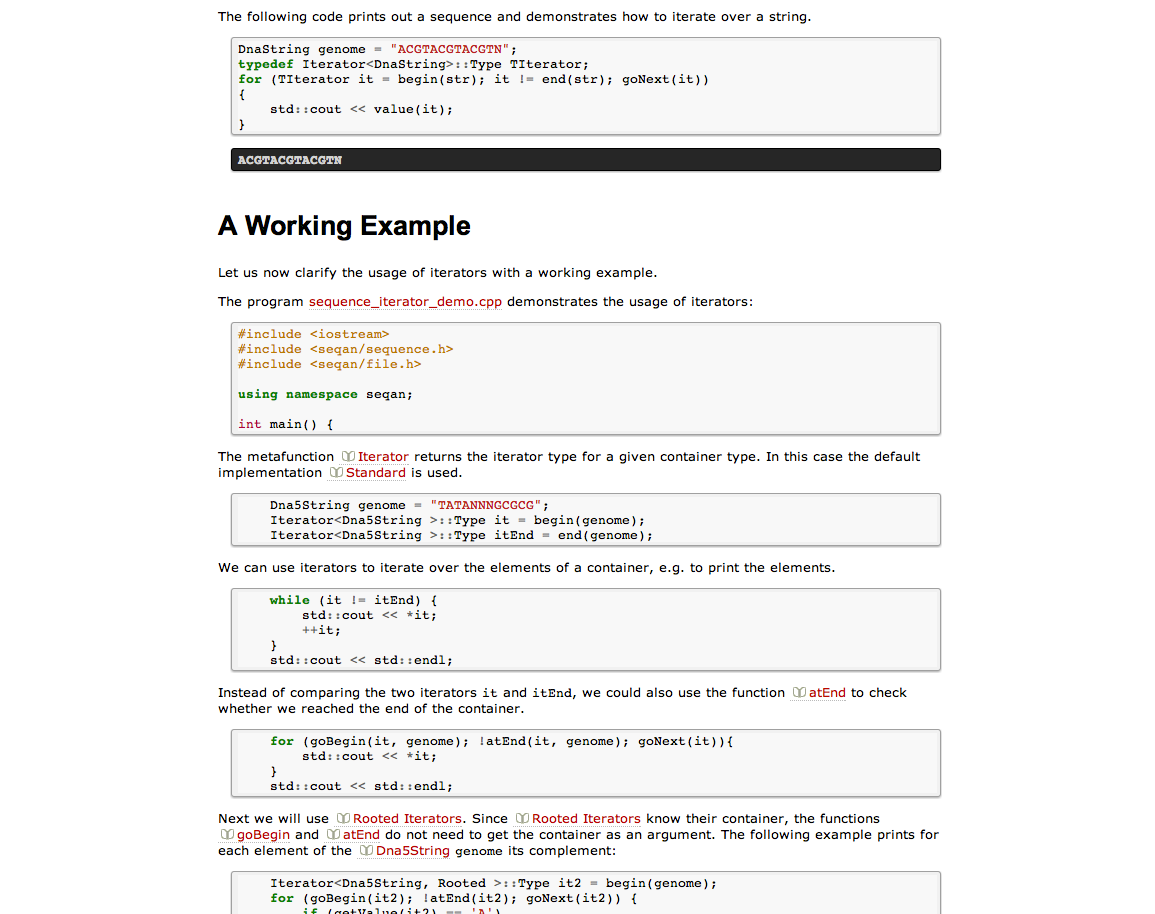 The following code prints out a sequence and demonstrates how to iterate over a string.
DnaString genome = "ACGTACGTACGTN";
typedef Iterator<DnaString>::Type TIterator;
for (TIterator it = begin(str); it != end(str); goNext(it))
{
    std::cout << value(it);
}
ACGTACGTACGTN
A Working Example
Let us now clarify the usage of iterators with a working example.
The program sequence_iterator_demo.cpp demonstrates the usage of iterators:
#include <iostream>
#include <seqan/sequence.h>
#include <seqan/file.h>
using namespace seqan;
int main() {
The metafunction Iterator returns the iterator type for a given container type. In this case the default
implementation Standard is used.
    Dna5String genome = "TATANNNGCGCG";
    Iterator<Dna5String >::Type it = begin(genome);
    Iterator<Dna5String >::Type itEnd = end(genome);
We can use iterators to iterate over the elements of a container, e.g. to print the elements.
    while (it != itEnd) {
        std::cout << *it;
        ++it;
    }
    std::cout << std::endl;
Instead of comparing the two iterators it and itEnd, we could also use the function atEnd to check
whether we reached the end of the container.
    for (goBegin(it, genome); !atEnd(it, genome); goNext(it)){
        std::cout << *it;
    }
    std::cout << std::endl;
Next we will use Rooted Iterators. Since Rooted Iterators know their container, the functions
goBegin and atEnd do not need to get the container as an argument. The following example prints for
each element of the Dna5String genome its complement:
    Iterator<Dna5String, Rooted >::Type it2 = begin(genome);
    for (goBegin(it2); !atEnd(it2); goNext(it2)) {
        if (getValue(it2) == 'A')